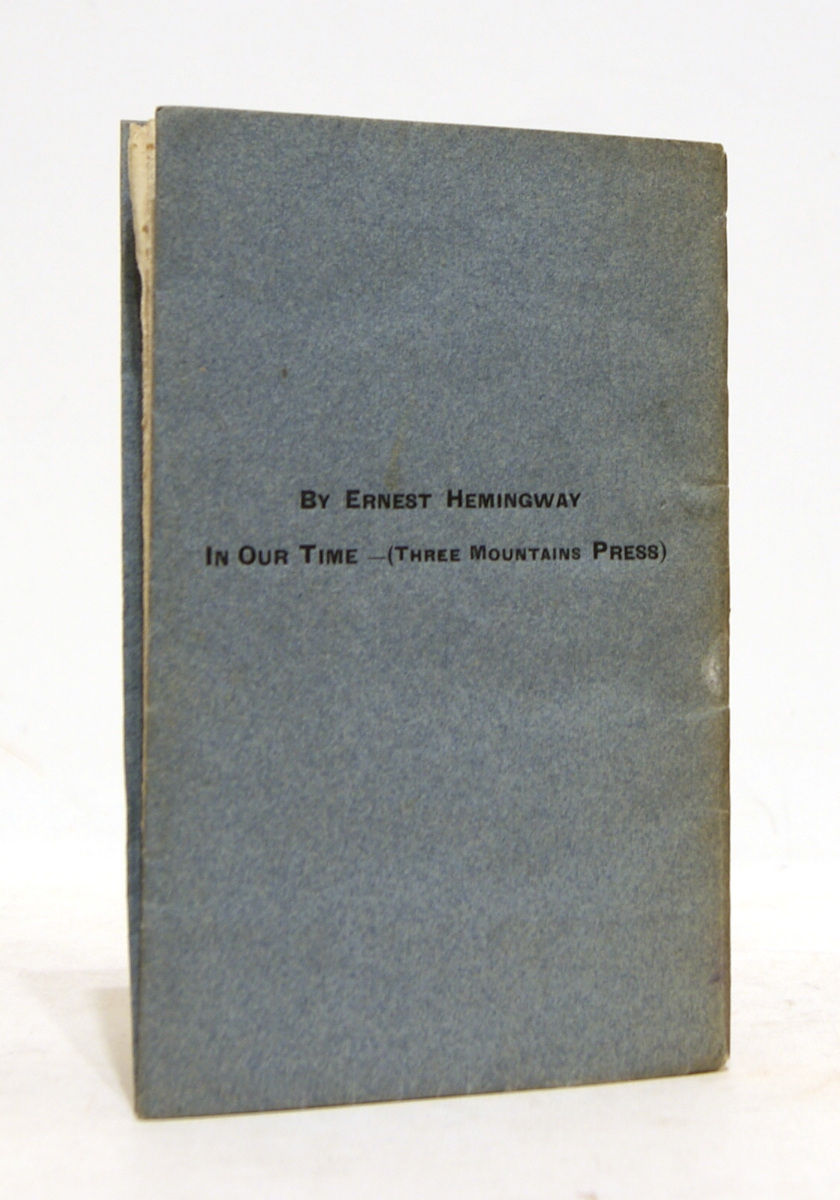 By Ernest Hemingway
In Our Time —(Three Mountains Press)